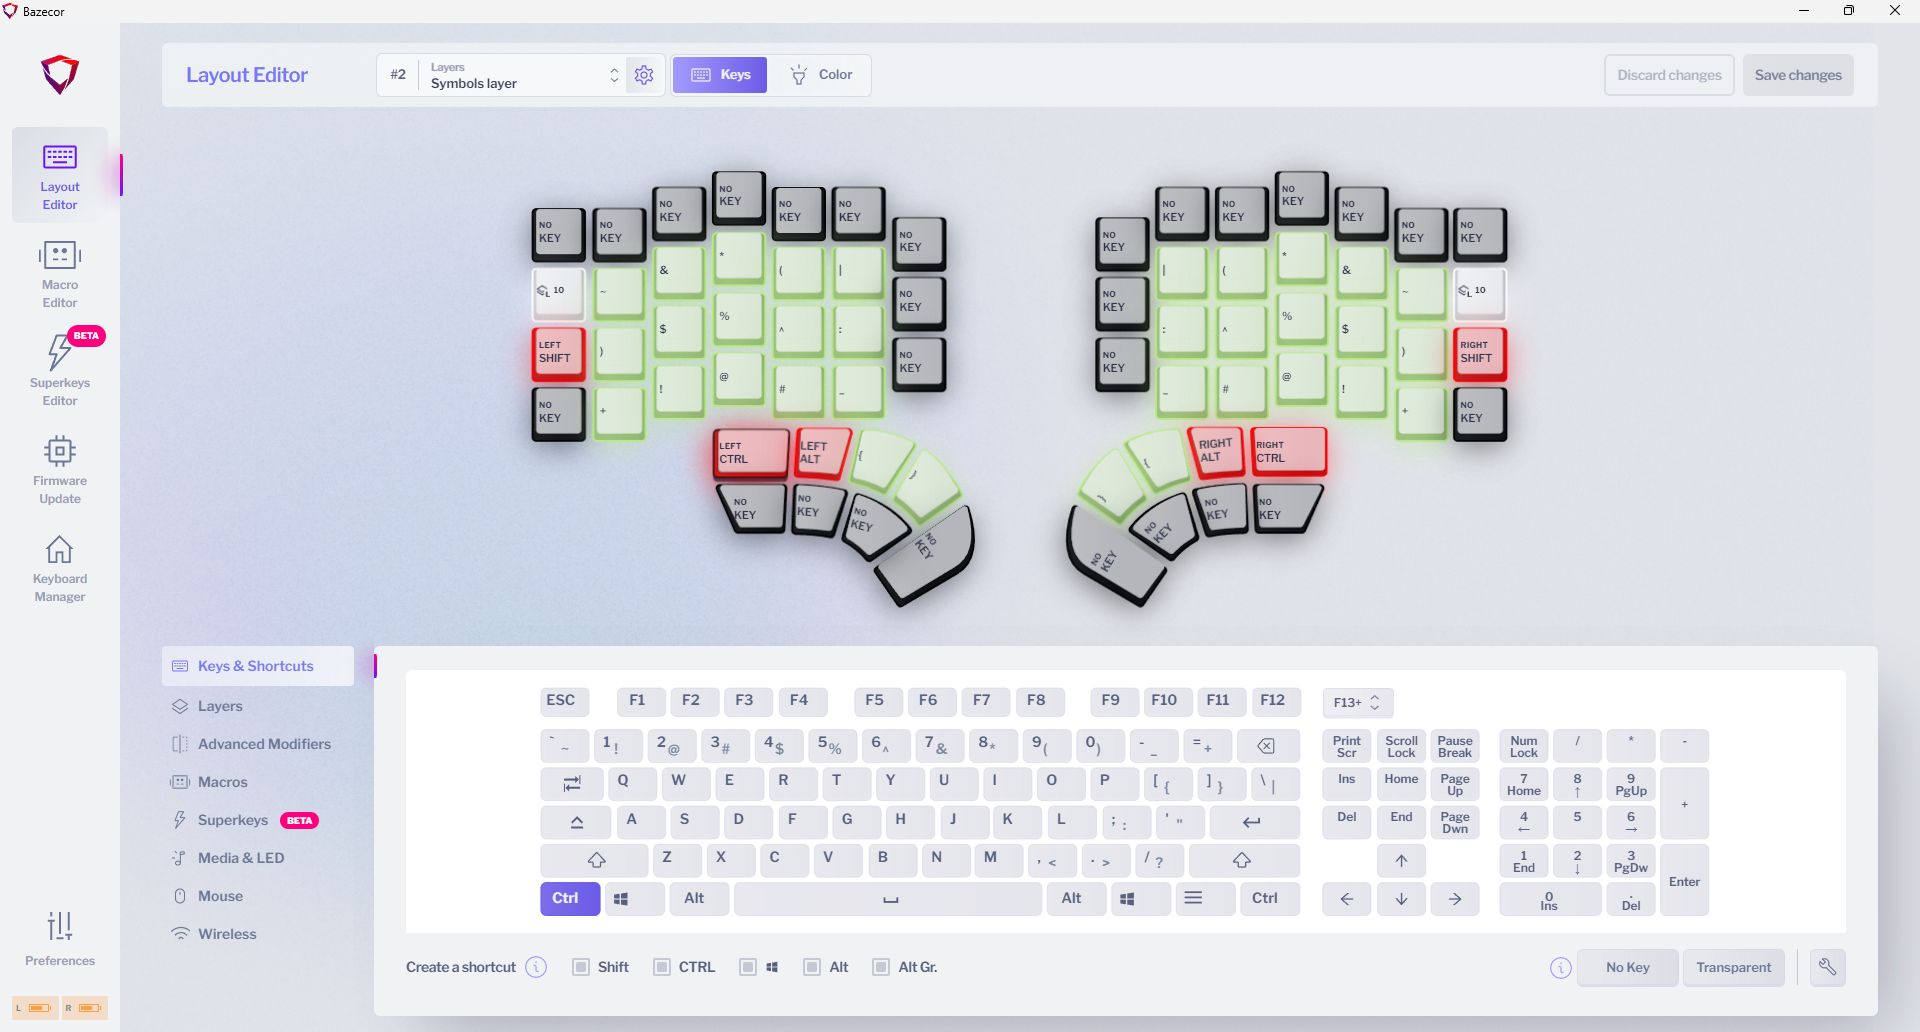 Bazecor
Layout Editor
#2
Layers
Symbols layer
Keys
Color
Discard changes
Save changes
Layout
Editor
Macro
Editor
BETA
Superkeys
Editor
Firmware
Update
Keyboard
Manager
Preferences
L
R
NO KEY NO KEY NO KEY NO KEY NO KEY NO KEY NO KEY
L 10 ~ & * ( | NO KEY
LEFT SHIFT ) $ % ^ : NO KEY
NO KEY + ! @ # _
LEFT CTRL LEFT ALT {
NO KEY NO KEY NO KEY NO KEY
NO KEY NO KEY NO KEY NO KEY NO KEY NO KEY NO KEY
NO KEY | ( * & ~ L 10
NO KEY : ^ % $ ) RIGHT SHIFT
_ # @ ! + NO KEY
{ RIGHT ALT RIGHT CTRL
NO KEY NO KEY NO KEY NO KEY
Keys & Shortcuts
Layers
Advanced Modifiers
Macros
Superkeys BETA
Media & LED
Mouse
Wireless
ESC F1 F2 F3 F4 F5 F6 F7 F8 F9 F10 F11 F12 F13+
` ~ 1 ! 2 @ 3 # 4 $ 5 % 6 ^ 7 & 8 * 9 ( 0 ) - _ = + Print Scr Scroll Lock Pause Break Num Lock / * -
Q W E R T Y U I O P [ { ] } \ | Ins Home Page Up 7 Home 8 ↑ 9 PgUp +
A S D F G H J K L ; : ' " Del End Page Dwn 4 ← 5 6 →
Z X C V B N M , < . > / ? ↑ 1 End 2 ↓ 3 PgDw Enter
Ctrl Alt Alt Ctrl ← ↓ → 0 Ins . Del
Create a shortcut i Shift CTRL Alt Alt Gr. i No Key Transparent